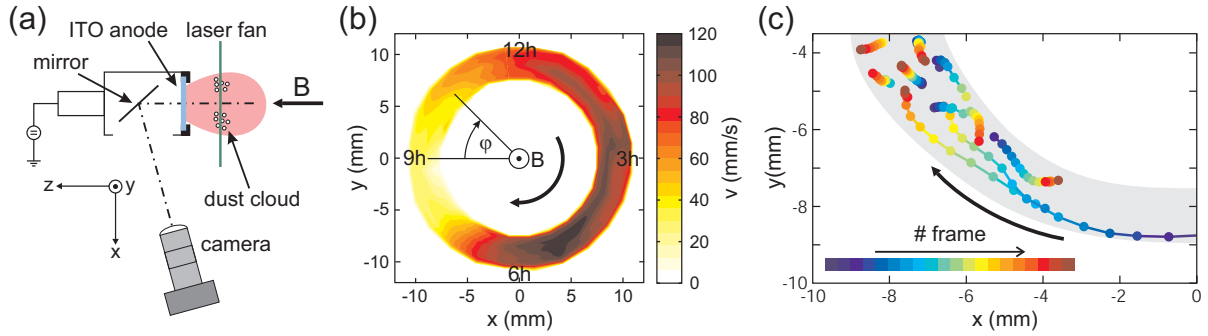 (a)
ITO anode
laser fan
mirror
B
z
y
x
dust cloud
camera
(b)
12h
9h
φ
B
3h
6h
10
5
0
-5
-10
y (mm)
-10 -5 0 5 10
x (mm)
120
100
80
60
40
20
0
v (mm/s)
(c)
-4
-6
-8
-10
y(mm)
# frame
-10 -8 -6 -4 -2 0
x (mm)